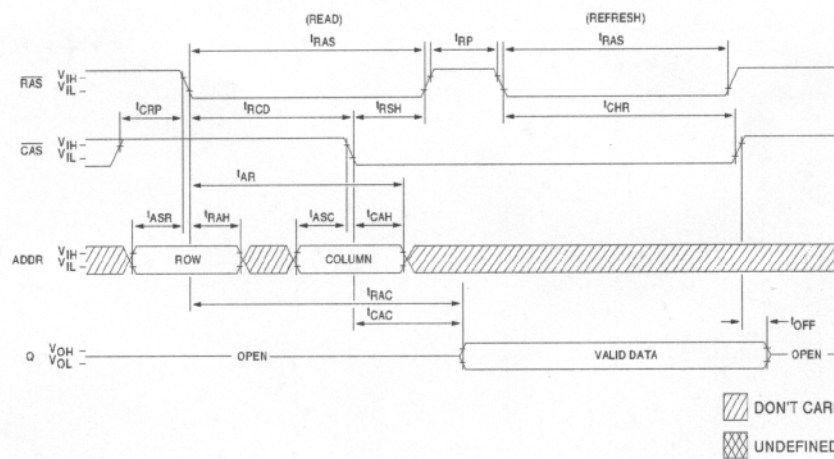 (READ) (REFRESH)
tRAS tRP tRAS
RAS VIH
VIL
tCRP tRCD tRSH tCHR
CAS VIH
VIL
tAR
tASR tRAH tASC tCAH
ADDR VIH
VIL
ROW COLUMN
tRAC
tCAC tOFF
Q VOH
VOL
OPEN VALID DATA OPEN
DON'T CAR
UNDEFINED